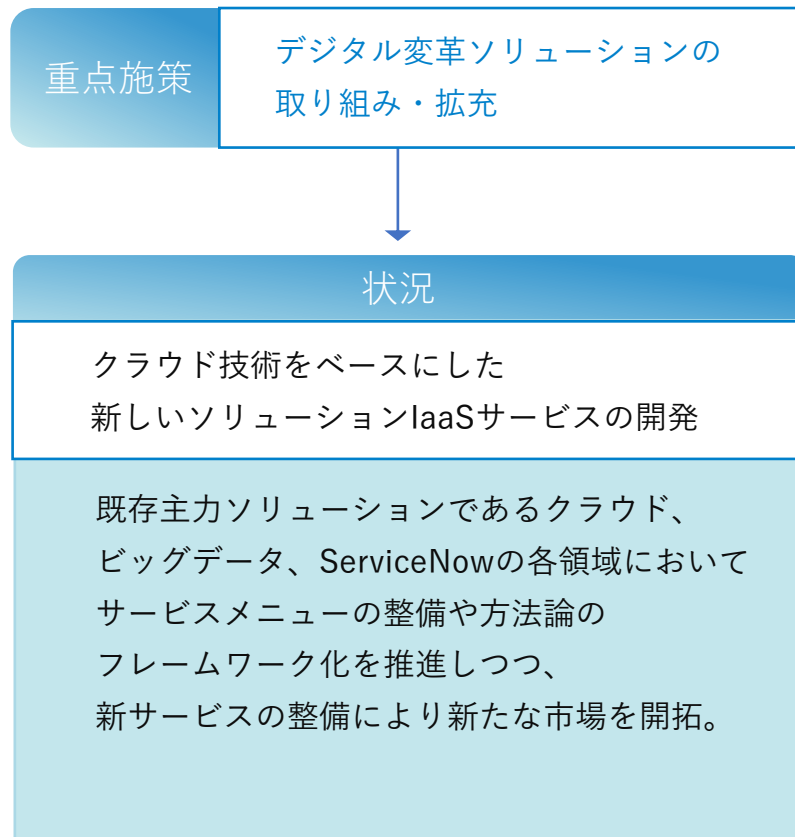 重点施策
デジタル変革ソリューションの
取り組み・拡充
状況
クラウド技術をベースにした
新しいソリューションIaaSサービスの開発
既存主力ソリューションであるクラウド、
ビッグデータ、ServiceNowの各領域において
サービスメニューの整備や方法論の
フレームワーク化を推進しつつ、
新サービスの整備により新たな市場を開拓。